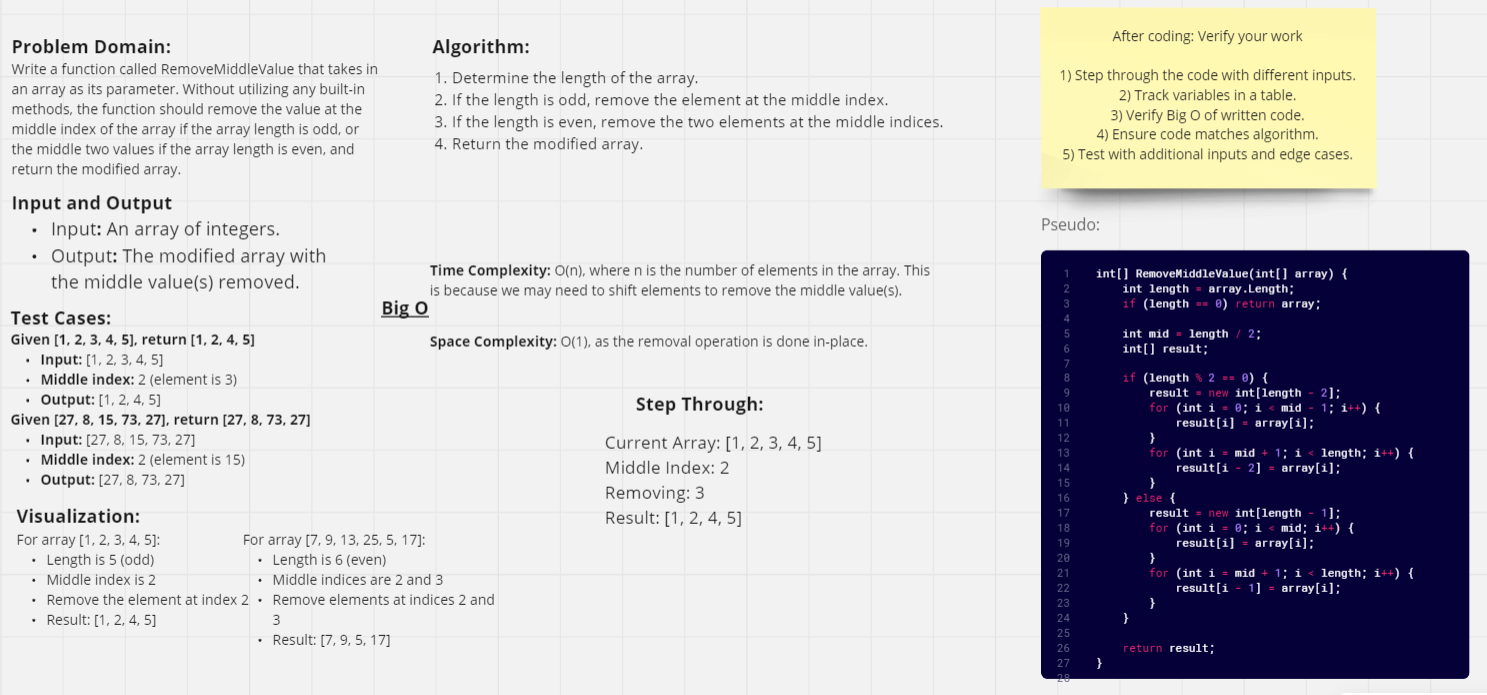 Problem Domain:
Write a function called RemoveMiddleValue that takes in
an array as its parameter. Without utilizing any built-in
methods, the function should remove the value at the
middle index of the array if the array length is odd, or
the middle two values if the array length is even, and
return the modified array.
Input and Output
• Input: An array of integers.
• Output: The modified array with
the middle value(s) removed.
Test Cases:
Given [1, 2, 3, 4, 5], return [1, 2, 4, 5]
• Input: [1, 2, 3, 4, 5]
• Middle index: 2 (element is 3)
• Output: [1, 2, 4, 5]
Given [27, 8, 15, 73, 27], return [27, 8, 73, 27]
• Input: [27, 8, 15, 73, 27]
• Middle index: 2 (element is 15)
• Output: [27, 8, 73, 27]
Visualization:
For array [1, 2, 3, 4, 5]:
• Length is 5 (odd)
• Middle index is 2
• Remove the element at index 2
• Result: [1, 2, 4, 5]
For array [7, 9, 13, 25, 5, 17]:
• Length is 6 (even)
• Middle indices are 2 and 3
• Remove elements at indices 2 and
3
• Result: [7, 9, 5, 17]
Algorithm:
1. Determine the length of the array.
2. If the length is odd, remove the element at the middle index.
3. If the length is even, remove the two elements at the middle indices.
4. Return the modified array.
Big O
Time Complexity: O(n), where n is the number of elements in the array. This
is because we may need to shift elements to remove the middle value(s).
Space Complexity: O(1), as the removal operation is done in-place.
Step Through:
Current Array: [1, 2, 3, 4, 5]
Middle Index: 2
Removing: 3
Result: [1, 2, 4, 5]
After coding: Verify your work
1) Step through the code with different inputs.
2) Track variables in a table.
3) Verify Big O of written code.
4) Ensure code matches algorithm.
5) Test with additional inputs and edge cases.
Pseudo:
1 int[] RemoveMiddleValue(int[] array) {
2 int length = array.Length;
3 if (length == 0) return array;
4
5 int mid = length / 2;
6 int[] result;
7
8 if (length % 2 == 0) {
9 result = new int[length - 2];
10 for (int i = 0; i < mid - 1; i++) {
11 result[i] = array[i];
12 }
13 for (int i = mid + 1; i < length; i++) {
14 result[i - 2] = array[i];
15 }
16 } else {
17 result = new int[length - 1];
18 for (int i = 0; i < mid; i++) {
19 result[i] = array[i];
20 }
21 for (int i = mid + 1; i < length; i++) {
22 result[i - 1] = array[i];
23 }
24 }
25
26 return result;
27 }
28